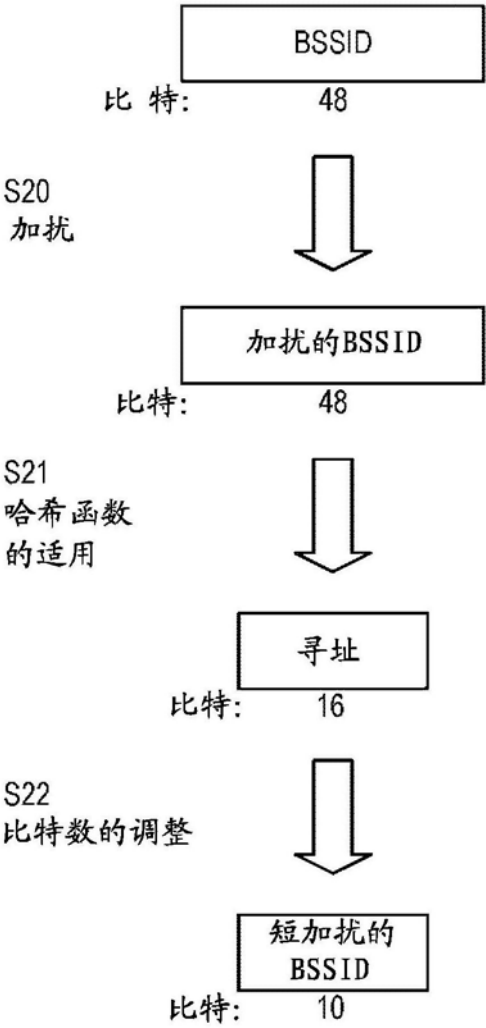 BSSID
比 特: 48
S20
加扰
加扰的BSSID
比特: 48
S21
哈希函数
的适用
寻址
比特: 16
S22
比特数的调整
短加扰的
BSSID
比特: 10